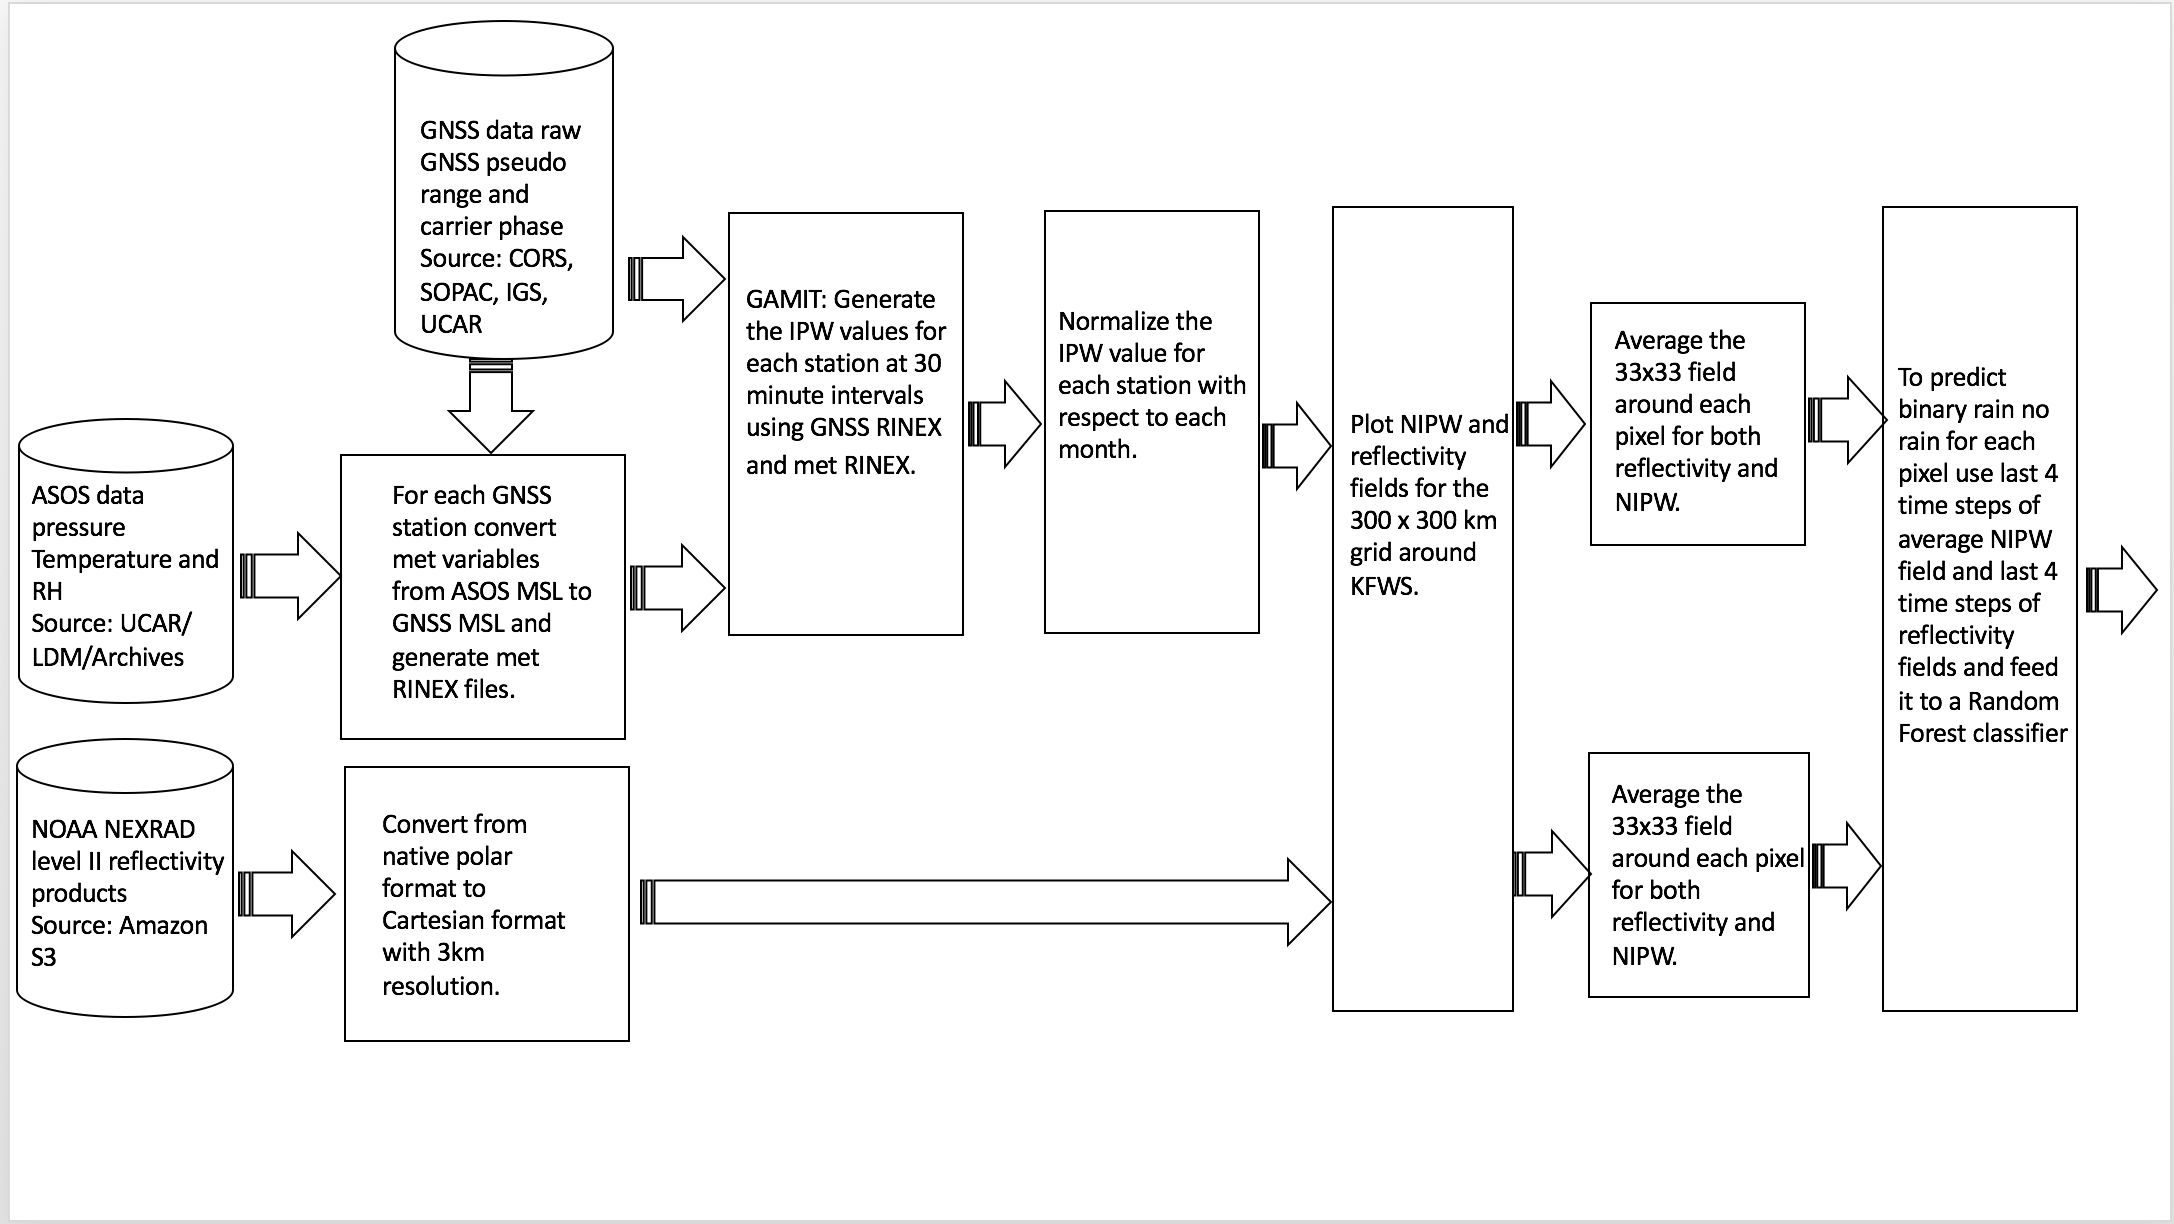 GNSS data raw
GNSS pseudo
range and
carrier phase
Source: CORS,
SOPAC, IGS,
UCAR
ASOS data
pressure
Temperature and
RH
Source: UCAR/
LDM/Archives
For each GNSS
station convert
met variables
from ASOS MSL to
GNSS MSL and
generate met
RINEX files.
NOAA NEXRAD
level II reflectivity
products
Source: Amazon
S3
Convert from
native polar
format to
Cartesian format
with 3km
resolution.
GAMIT: Generate
the IPW values for
each station at 30
minute intervals
using GNSS RINEX
and met RINEX.
Normalize the
IPW value for
each station with
respect to each
month.
Plot NIPW and
reflectivity
fields for the
300 x 300 km
grid around
KFWS.
Average the
33x33 field
around each
pixel for both
reflectivity and
NIPW.
Average the
33x33 field
around each pixel
for both
reflectivity and
NIPW.
To predict
binary rain no
rain for each
pixel use last 4
time steps of
average NIPW
field and last 4
time steps of
reflectivity
fields and feed
it to a Random
Forest classifier